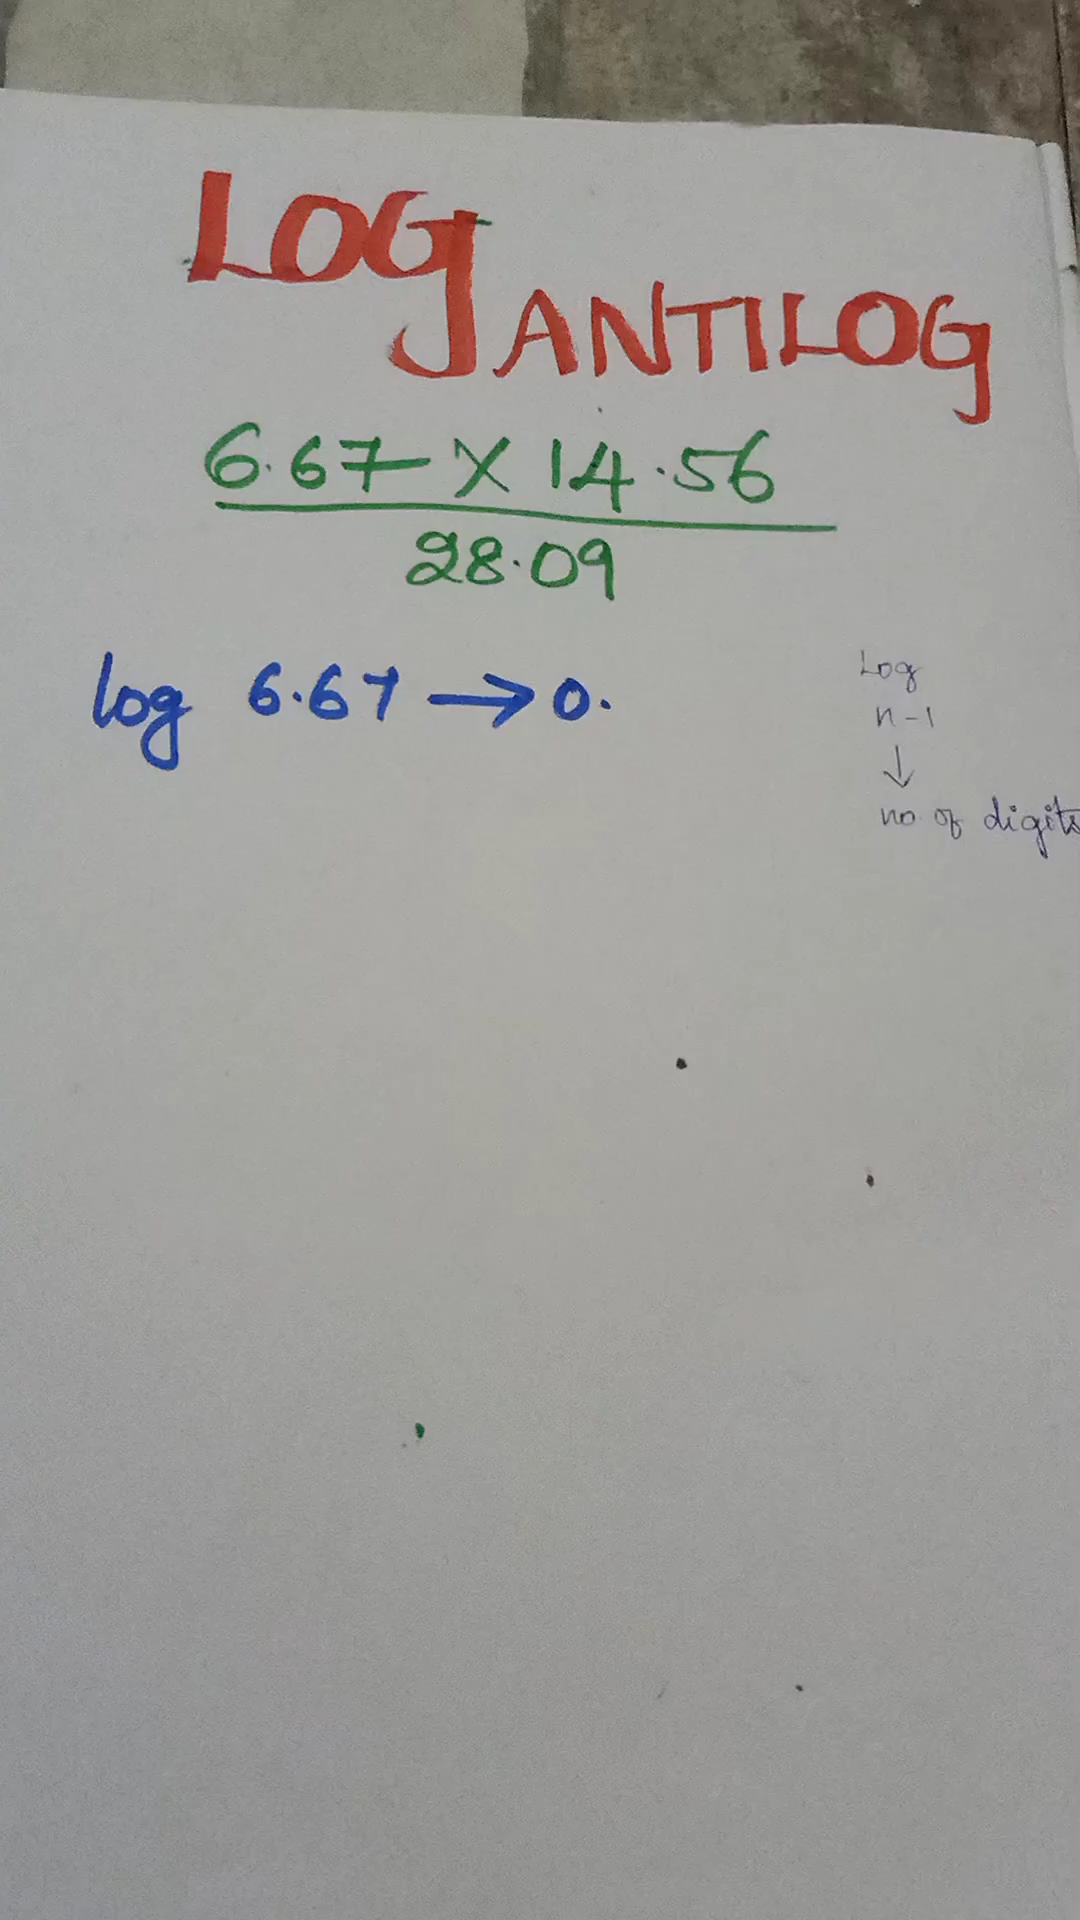 LOG
ANTILOG
6.67 X 14.56
28.09
log 6.67 → 0.
Log
n-1
↓
no. of digits